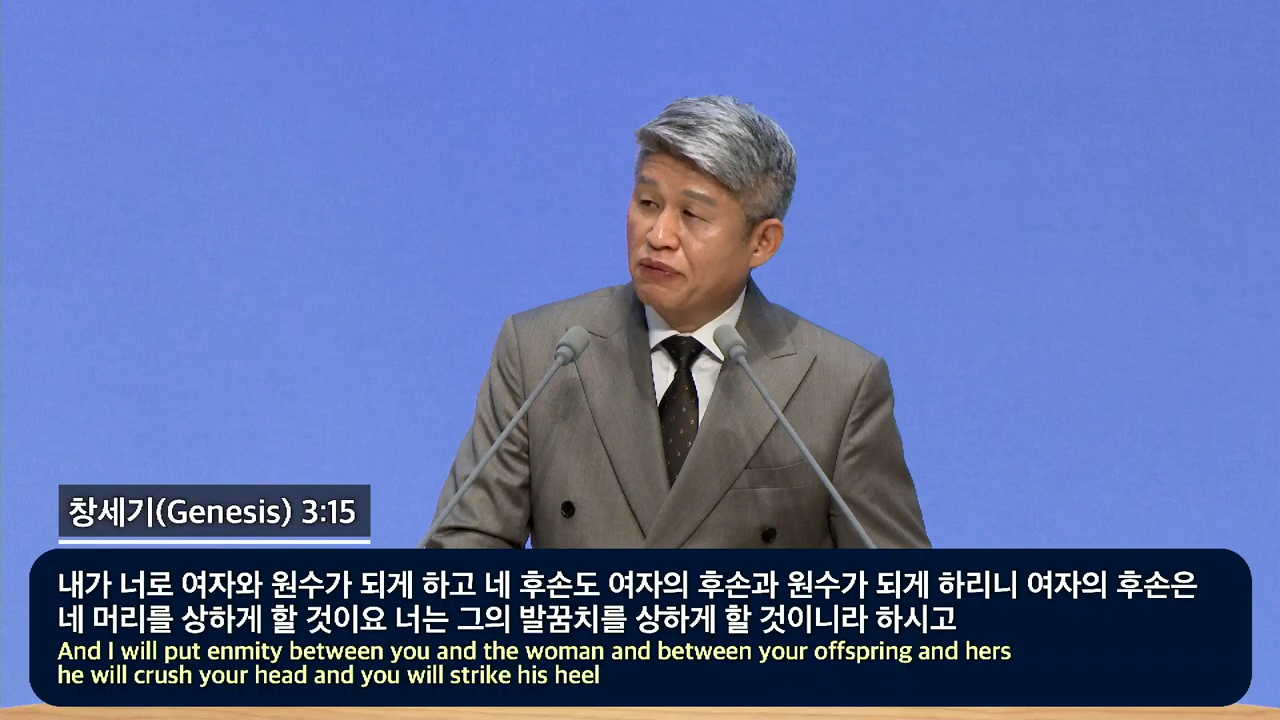 창세기(Genesis) 3:15
내가 너로 여자와 원수가 되게 하고 네 후손도 여자의 후손과 원수가 되게 하리니 여자의 후손은
네 머리를 상하게 할 것이요 너는 그의 발꿈치를 상하게 할 것이니라 하시고
And I will put enmity between you and the woman and between your offspring and hers
he will crush your head and you will strike his heel